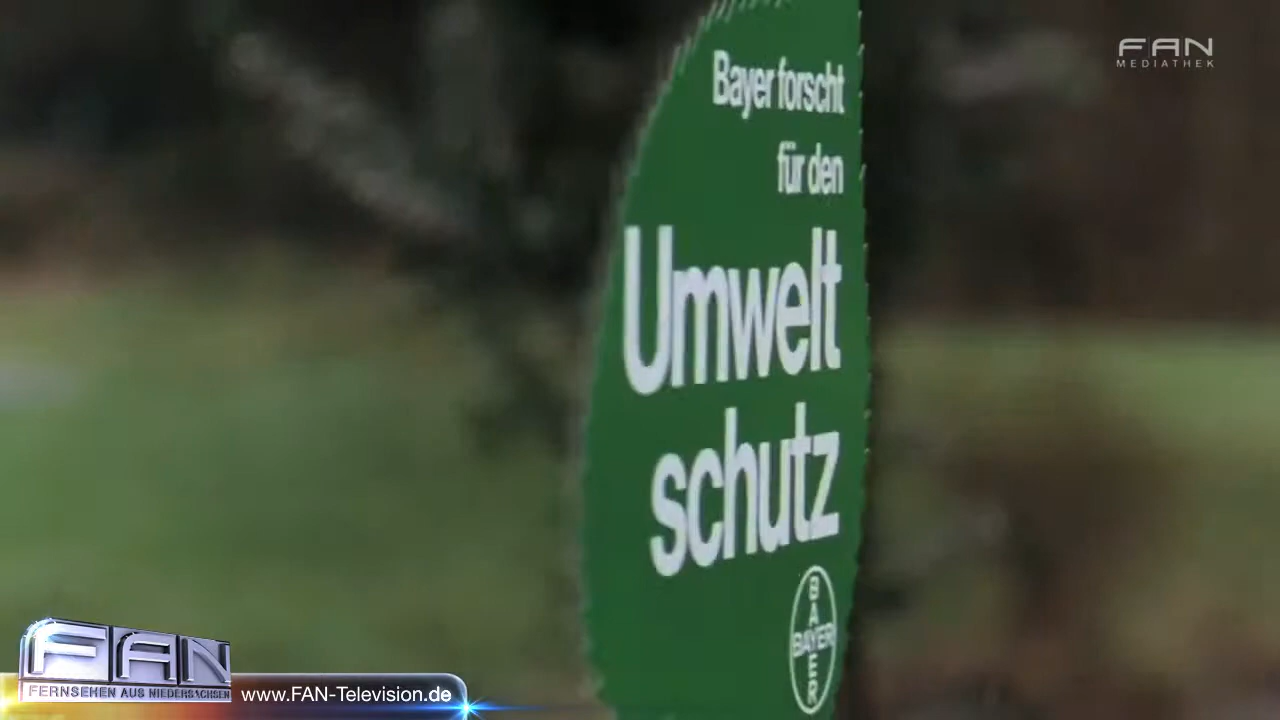 FAN
MEDIATHEK
Bayer forscht
für den
Umwelt
schutz
BAYER
BAYER
FAN
FERNSEHEN AUS NIEDERSACHSEN
www.FAN-Television.de